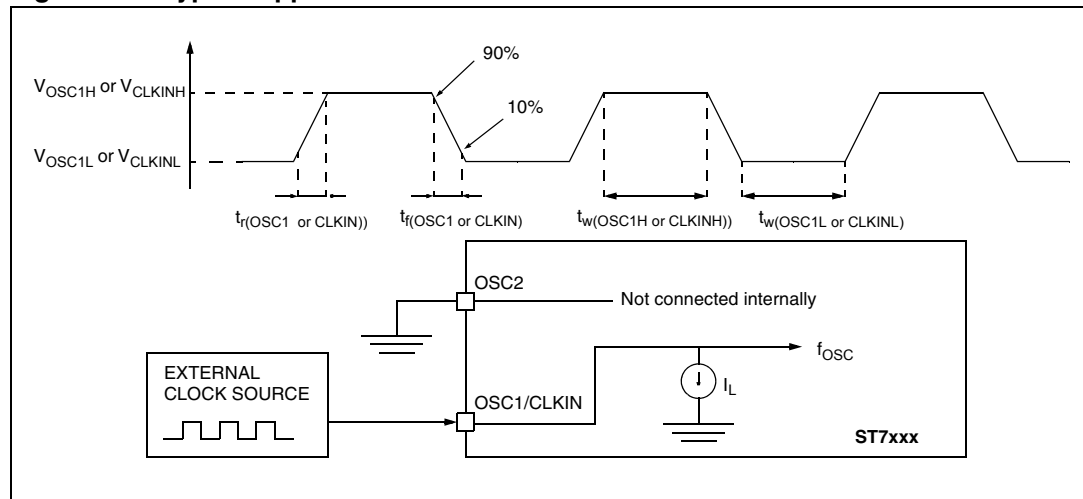 90%
V_OSC1H or V_CLKINH
10%
V_OSC1L or V_CLKINL
t_r(OSC1 or CLKIN))
t_f(OSC1 or CLKIN)
t_w(OSC1H or CLKINH))
t_w(OSC1L or CLKINL)
OSC2
Not connected internally
f_OSC
EXTERNAL
CLOCK SOURCE
I_L
OSC1/CLKIN
ST7xxx